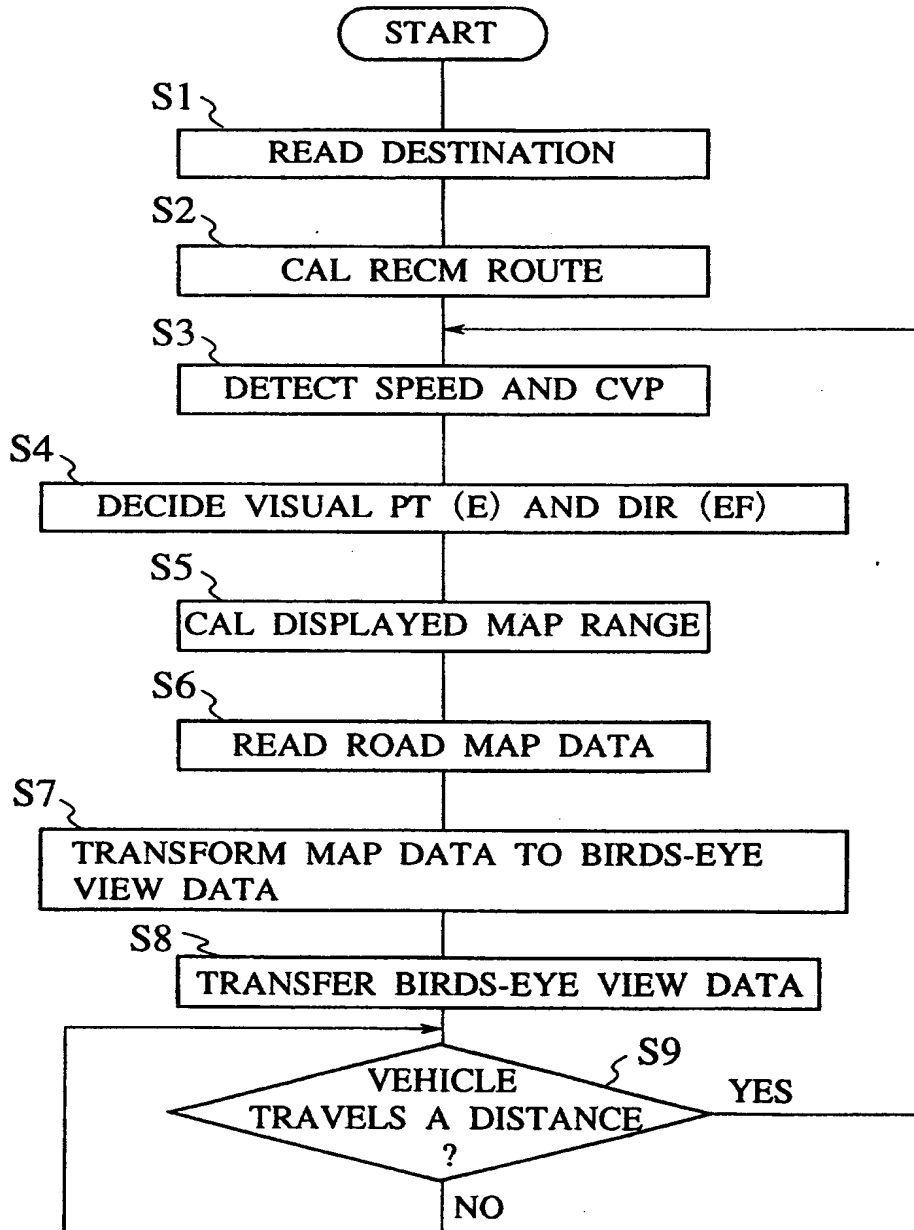 START
S1
READ DESTINATION
S2
CAL RECM ROUTE
S3
DETECT SPEED AND CVP
S4
DECIDE VISUAL PT (E) AND DIR (EF)
S5
CAL DISPLAYED MAP RANGE
S6
READ ROAD MAP DATA
S7
TRANSFORM MAP DATA TO BIRDS-EYE
VIEW DATA
S8
TRANSFER BIRDS-EYE VIEW DATA
S9
VEHICLE
TRAVELS A DISTANCE
?
YES
NO